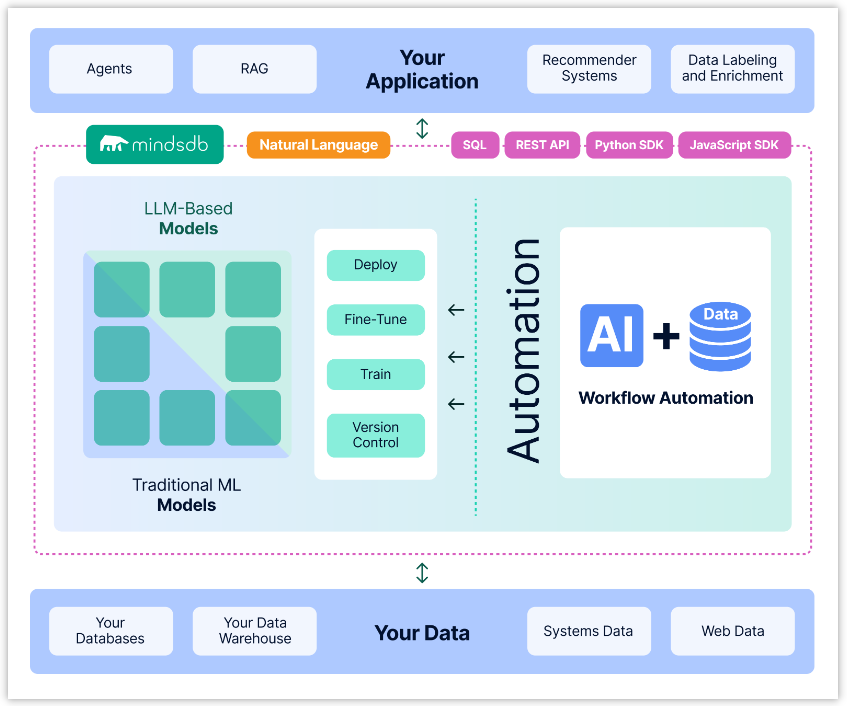 Agents
RAG
Your
Application
Recommender
Systems
Data Labeling
and Enrichment
mindsdb
Natural Language
SQL
REST API
Python SDK
JavaScript SDK
LLM-Based
Models
Traditional ML
Models
Deploy
Fine-Tune
Train
Version
Control
Automation
AI
+
Data
Workflow Automation
Your
Databases
Your Data
Warehouse
Your Data
Systems Data
Web Data